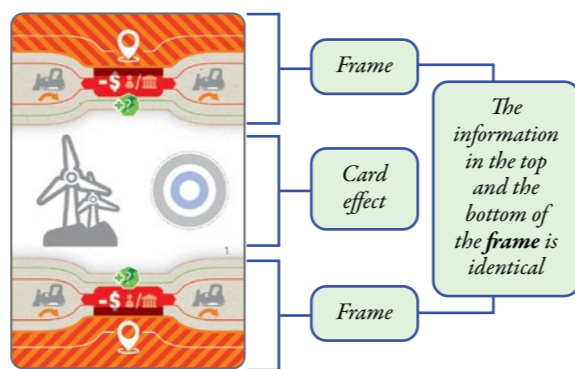 -$ /
+?
Frame
The
information
in the top
and the
bottom of
the frame is
identical
Card
effect
1
+?
-$ /
Frame